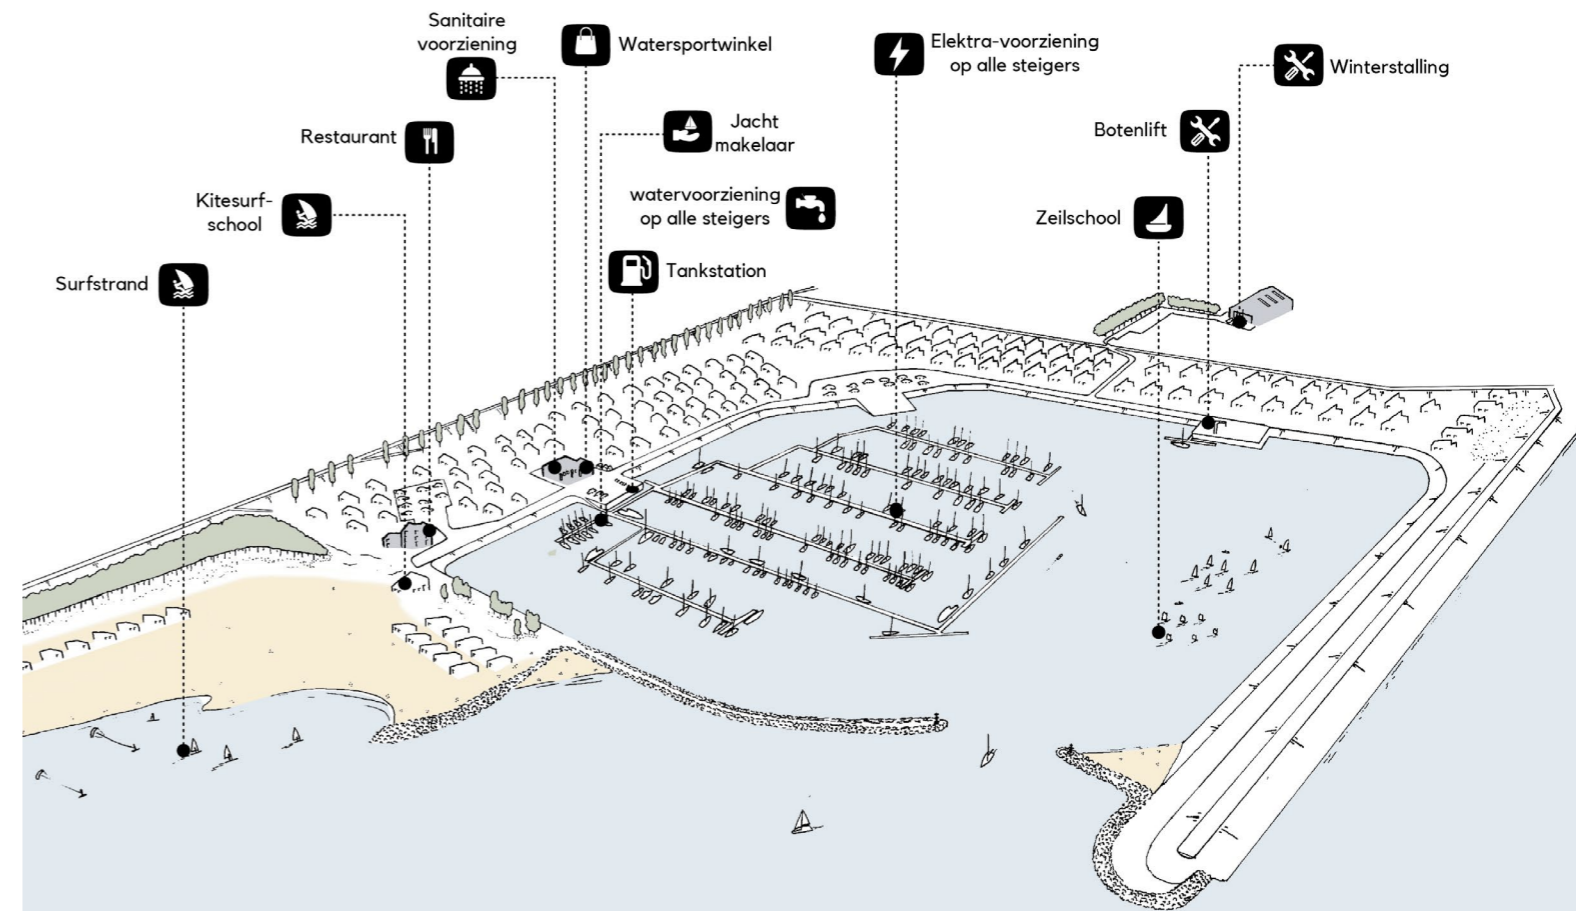 Sanitaire
voorziening
Watersportwinkel
Elektra-voorziening
op alle steigers
Winterstalling
Restaurant
Jacht
makelaar
Botenlift
Kitesurf-
school
watervoorziening
op alle steigers
Zeilschool
Surfstrand
Tankstation